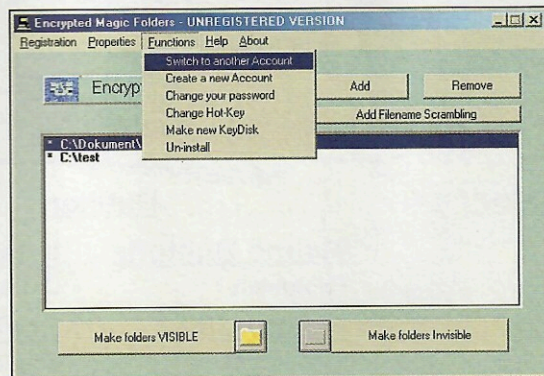 Encrypted Magic Folders - UNREGISTERED VERSION
Registration Properties Functions Help About
Switch to another Account
Create a new Account
Change your password
Change Hot-Key
Make new KeyDisk
Un-install
Encryp
Add
Remove
Add Filename Scrambling
* C:\Dokument\
* C:\test
Make folders VISIBLE
Make folders Invisible